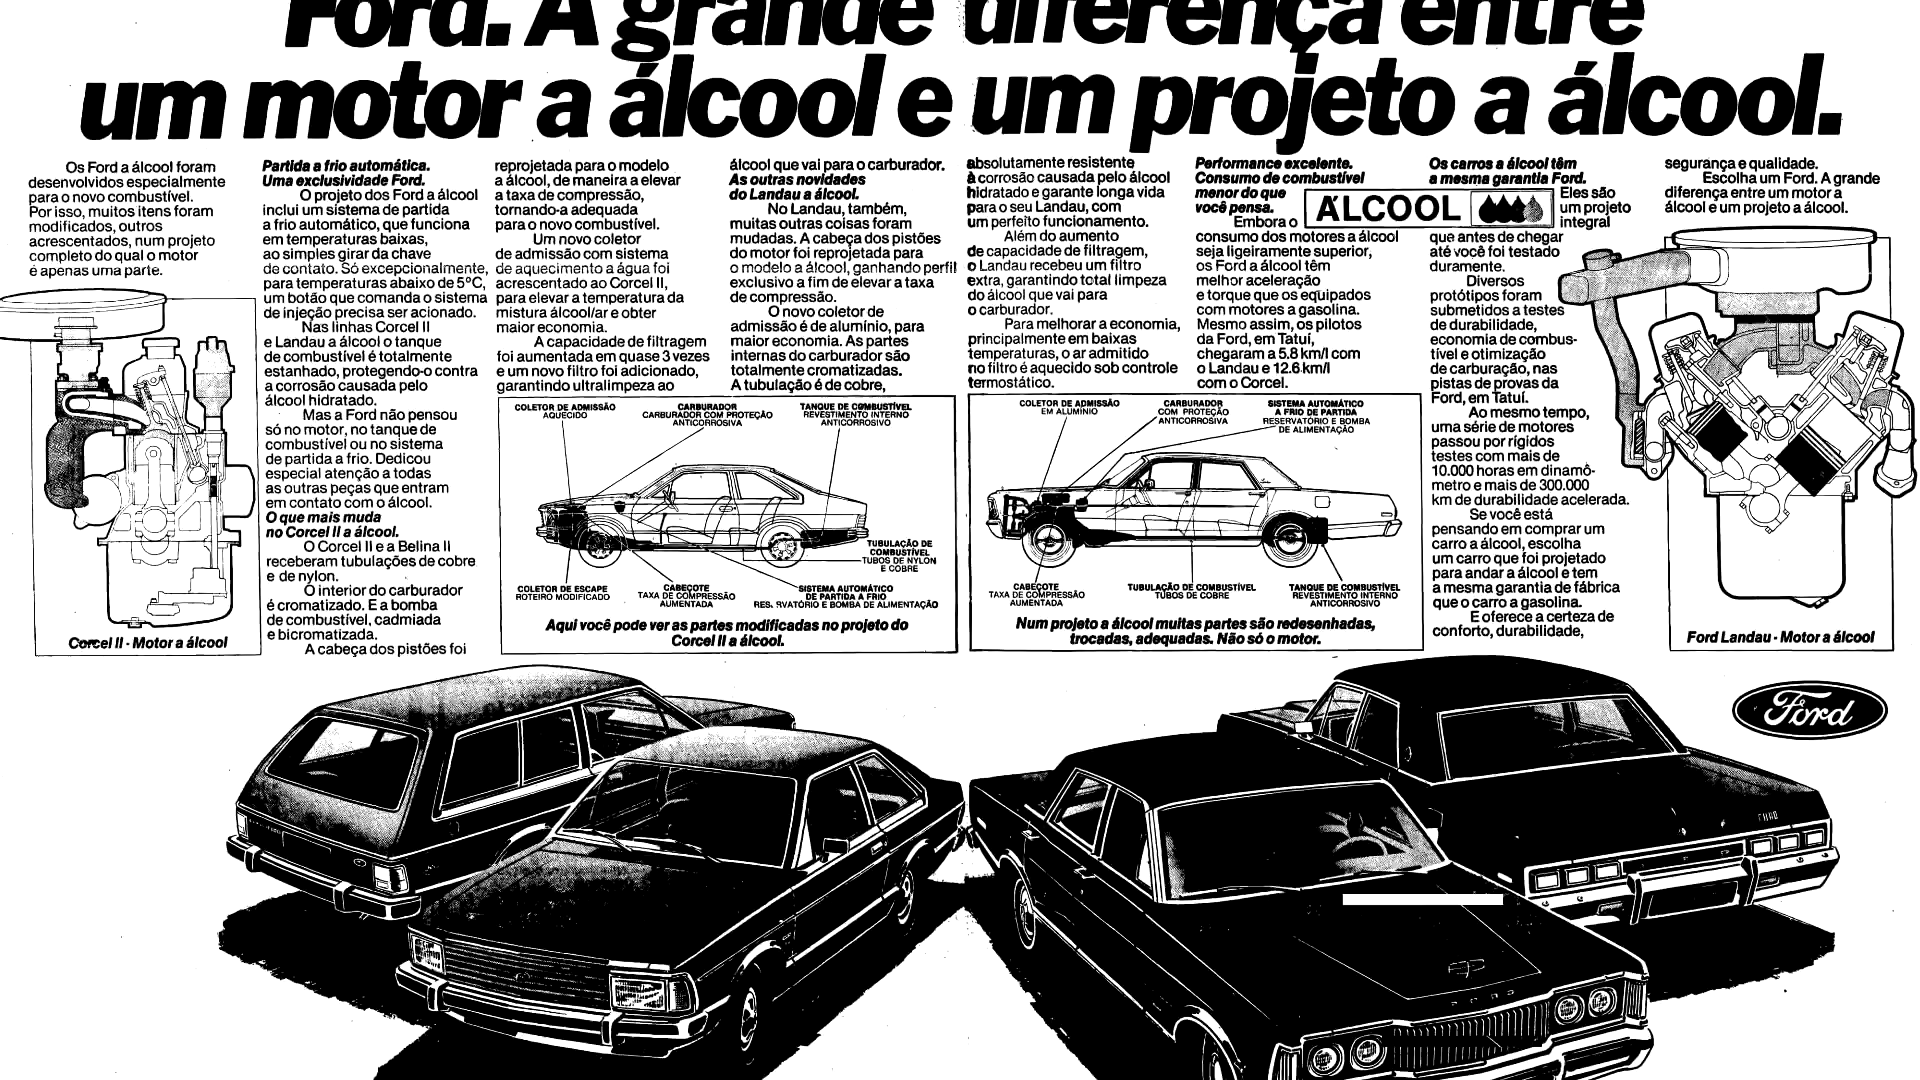 Ford. A grande diferença entre
um motor a álcool e um projeto a álcool.
Os Ford a álcool foram
desenvolvidos especialmente
para o novo combustível.
Por isso, muitos itens foram
modificados, outros
acrescentados, num projeto
completo do qual o motor
é apenas uma parte.
Corcel II - Motor a álcool
Partida a frio automática.
Uma exclusividade Ford.
O projeto dos Ford a álcool
inclui um sistema de partida
a frio automático, que funciona
em temperaturas baixas,
ao simples girar da chave
de contato. Só excepcionalmente,
para temperaturas abaixo de 5ºC,
um botão que comanda o sistema
de injeção precisa ser acionado.
Nas linhas Corcel II
e Landau a álcool o tanque
de combustível é totalmente
estanhado, protegendo-o contra
a corrosão causada pelo
álcool hidratado.
Mas a Ford não pensou
só no motor, no tanque de
combustível ou no sistema
de partida a frio. Dedicou
especial atenção a todas
as outras peças que entram
em contato com o álcool.
O que mais muda
no Corcel II a álcool.
O Corcel II e a Belina II
receberam tubulações de cobre
e de nylon.
O interior do carburador
é cromatizado. E a bomba
de combustível, cadmiada
e bicromatizada.
A cabeça dos pistões foi
reprojetada para o modelo
a álcool, de maneira a elevar
a taxa de compressão,
tornando-a adequada
para o novo combustível.
Um novo coletor
de admissão com sistema
de aquecimento a água foi
acrescentado ao Corcel II,
para elevar a temperatura da
mistura álcool/ar e obter
maior economia.
A capacidade de filtragem
foi aumentada em quase 3 vezes
e um novo filtro foi adicionado,
garantindo ultralimpeza ao
álcool que vai para o carburador.
As outras novidades
do Landau a álcool.
No Landau, também,
muitas outras coisas foram
mudadas. A cabeça dos pistões
do motor foi reprojetada para
o modelo a álcool, ganhando perfil
exclusivo a fim de elevar a taxa
de compressão.
O novo coletor de
admissão é de alumínio, para
maior economia. As partes
internas do carburador são
totalmente cromatizadas.
A tubulação é de cobre,
COLETOR DE ADMISSÃO
AQUECIDO
CARBURADOR
CARBURADOR COM PROTEÇÃO
ANTICORROSIVA
TANQUE DE COMBUSTÍVEL
REVESTIMENTO INTERNO
ANTICORROSIVO
TUBULAÇÃO DE
COMBUSTÍVEL
TUBOS DE NYLON
E COBRE
COLETOR DE ESCAPE
ROTEIRO MODIFICADO
CABEÇOTE
TAXA DE COMPRESSÃO
AUMENTADA
SISTEMA AUTOMÁTICO
DE PARTIDA A FRIO
RES. RVATÓRIO E BOMBA DE ALIMENTAÇÃO
Aqui você pode ver as partes modificadas no projeto do
Corcel II a álcool.
absolutamente resistente
à corrosão causada pelo álcool
hidratado e garante longa vida
para o seu Landau, com
um perfeito funcionamento.
Além do aumento
de capacidade de filtragem,
o Landau recebeu um filtro
extra, garantindo total limpeza
do álcool que vai para
o carburador.
Para melhorar a economia,
principalmente em baixas
temperaturas, o ar admitido
no filtro é aquecido sob controle
termostático.
Performance excelente.
Consumo de combustível
menor do que
você pensa.
ÁLCOOL
Embora o
consumo dos motores a álcool
seja ligeiramente superior,
os Ford a álcool têm
melhor aceleração
e torque que os equipados
com motores a gasolina.
Mesmo assim, os pilotos
da Ford, em Tatuí,
chegaram a 5.8 km/l com
o Landau e 12.6 km/l
com o Corcel.
COLETOR DE ADMISSÃO
EM ALUMÍNIO
CARBURADOR
COM PROTEÇÃO
ANTICORROSIVA
SISTEMA AUTOMÁTICO
A FRIO DE PARTIDA
RESERVATÓRIO E BOMBA
DE ALIMENTAÇÃO
CABEÇOTE
TAXA DE COMPRESSÃO
AUMENTADA
TUBULAÇÃO DE COMBUSTÍVEL
TUBOS DE COBRE
TANQUE DE COMBUSTÍVEL
REVESTIMENTO INTERNO
ANTICORROSIVO
Num projeto a álcool muitas partes são redesenhadas,
trocadas, adequadas. Não só o motor.
Os carros a álcool têm
a mesma garantia Ford.
Eles são
um projeto
integral
que antes de chegar
até você foi testado
duramente.
Diversos
protótipos foram
submetidos a testes
de durabilidade,
economia de combus-
tível e otimização
de carburação, nas
pistas de provas da
Ford, em Tatuí.
Ao mesmo tempo,
uma série de motores
passou por rígidos
testes com mais de
10.000 horas em dinamô-
metro e mais de 300.000
km de durabilidade acelerada.
Se você está
pensando em comprar um
carro a álcool, escolha
um carro que foi projetado
para andar a álcool e tem
a mesma garantia de fábrica
que o carro a gasolina.
E oferece a certeza de
conforto, durabilidade,
segurança e qualidade.
Escolha um Ford. A grande
diferença entre um motor a
álcool e um projeto a álcool.
Ford Landau - Motor a álcool
Ford
FORD
FORD